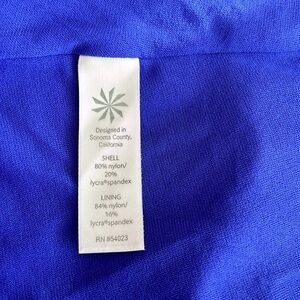 Designed in
Sonoma County,
California
SHELL
80% nylon/
20%
lycra®spandex
LINING
84% nylon/
16%
lycra®spandex
RN #54023